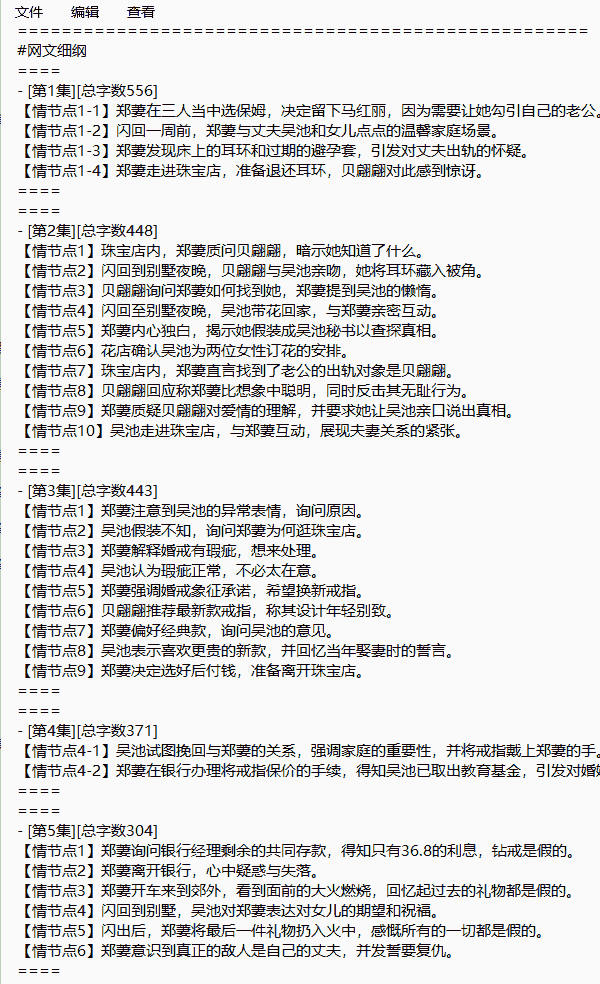 文件 编辑 查看
====================================================
#网文细纲
====
- [第1集][总字数556]
【情节点1-1】郑萋在三人当中选保姆，决定留下马红丽，因为需要让她勾引自己的老公。
【情节点1-2】闪回一周前，郑萋与丈夫吴池和女儿点点的温馨家庭场景。
【情节点1-3】郑萋发现床上的耳环和过期的避孕套，引发对丈夫出轨的怀疑。
【情节点1-4】郑萋走进珠宝店，准备退还耳环，贝翩翩对此感到惊讶。
====
====
- [第2集][总字数448]
【情节点1】珠宝店内，郑萋质问贝翩翩，暗示她知道了什么。
【情节点2】闪回到别墅夜晚，贝翩翩与吴池亲吻，她将耳环藏入被角。
【情节点3】贝翩翩询问郑萋如何找到她，郑萋提到吴池的懒惰。
【情节点4】闪回至别墅夜晚，吴池带花回家，与郑萋亲密互动。
【情节点5】郑萋内心独白，揭示她假装成吴池秘书以查探真相。
【情节点6】花店确认吴池为两位女性订花的安排。
【情节点7】珠宝店内，郑萋直言找到了老公的出轨对象是贝翩翩。
【情节点8】贝翩翩回应称郑萋比想象中聪明，同时反击其无耻行为。
【情节点9】郑萋质疑贝翩翩对爱情的理解，并要求她让吴池亲口说出真相。
【情节点10】吴池走进珠宝店，与郑萋互动，展现夫妻关系的紧张。
====
====
- [第3集][总字数443]
【情节点1】郑萋注意到吴池的异常表情，询问原因。
【情节点2】吴池假装不知，询问郑萋为何逛珠宝店。
【情节点3】郑萋解释婚戒有瑕疵，想来处理。
【情节点4】吴池认为瑕疵正常，不必太在意。
【情节点5】郑萋强调婚戒象征承诺，希望换新戒指。
【情节点6】贝翩翩推荐最新款戒指，称其设计年轻别致。
【情节点7】郑萋偏好经典款，询问吴池的意见。
【情节点8】吴池表示喜欢更贵的新款，并回忆当年娶妻时的誓言。
【情节点9】郑萋决定选好后付钱，准备离开珠宝店。
====
====
- [第4集][总字数371]
【情节点4-1】吴池试图挽回与郑萋的关系，强调家庭的重要性，并将戒指戴上郑萋的手。
【情节点4-2】郑萋在银行办理将戒指保价的手续，得知吴池已取出教育基金，引发对婚
====
====
- [第5集][总字数304]
【情节点1】郑萋询问银行经理剩余的共同存款，得知只有36.8的利息，钻戒是假的。
【情节点2】郑萋离开银行，心中疑惑与失落。
【情节点3】郑萋开车来到郊外，看到面前的大火燃烧，回忆起过去的礼物都是假的。
【情节点4】闪回到别墅，吴池对郑萋表达对女儿的期望和祝福。
【情节点5】闪出后，郑萋将最后一件礼物扔入火中，感慨所有的一切都是假的。
【情节点6】郑萋意识到真正的敌人是自己的丈夫，并发誓要复仇。
====